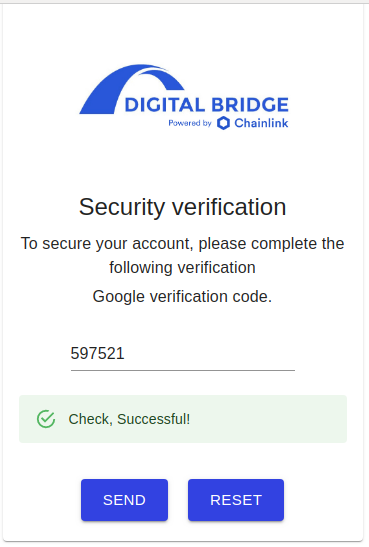 DIGITAL BRIDGE
Powered by Chainlink
Security verification
To secure your account, please complete the
following verification
Google verification code.
597521
Check, Successful!
SEND RESET